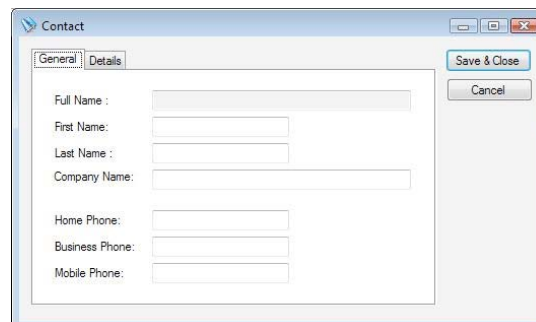 Contact
General Details
Save & Close
Cancel
Full Name :
First Name:
Last Name :
Company Name:
Home Phone:
Business Phone:
Mobile Phone: